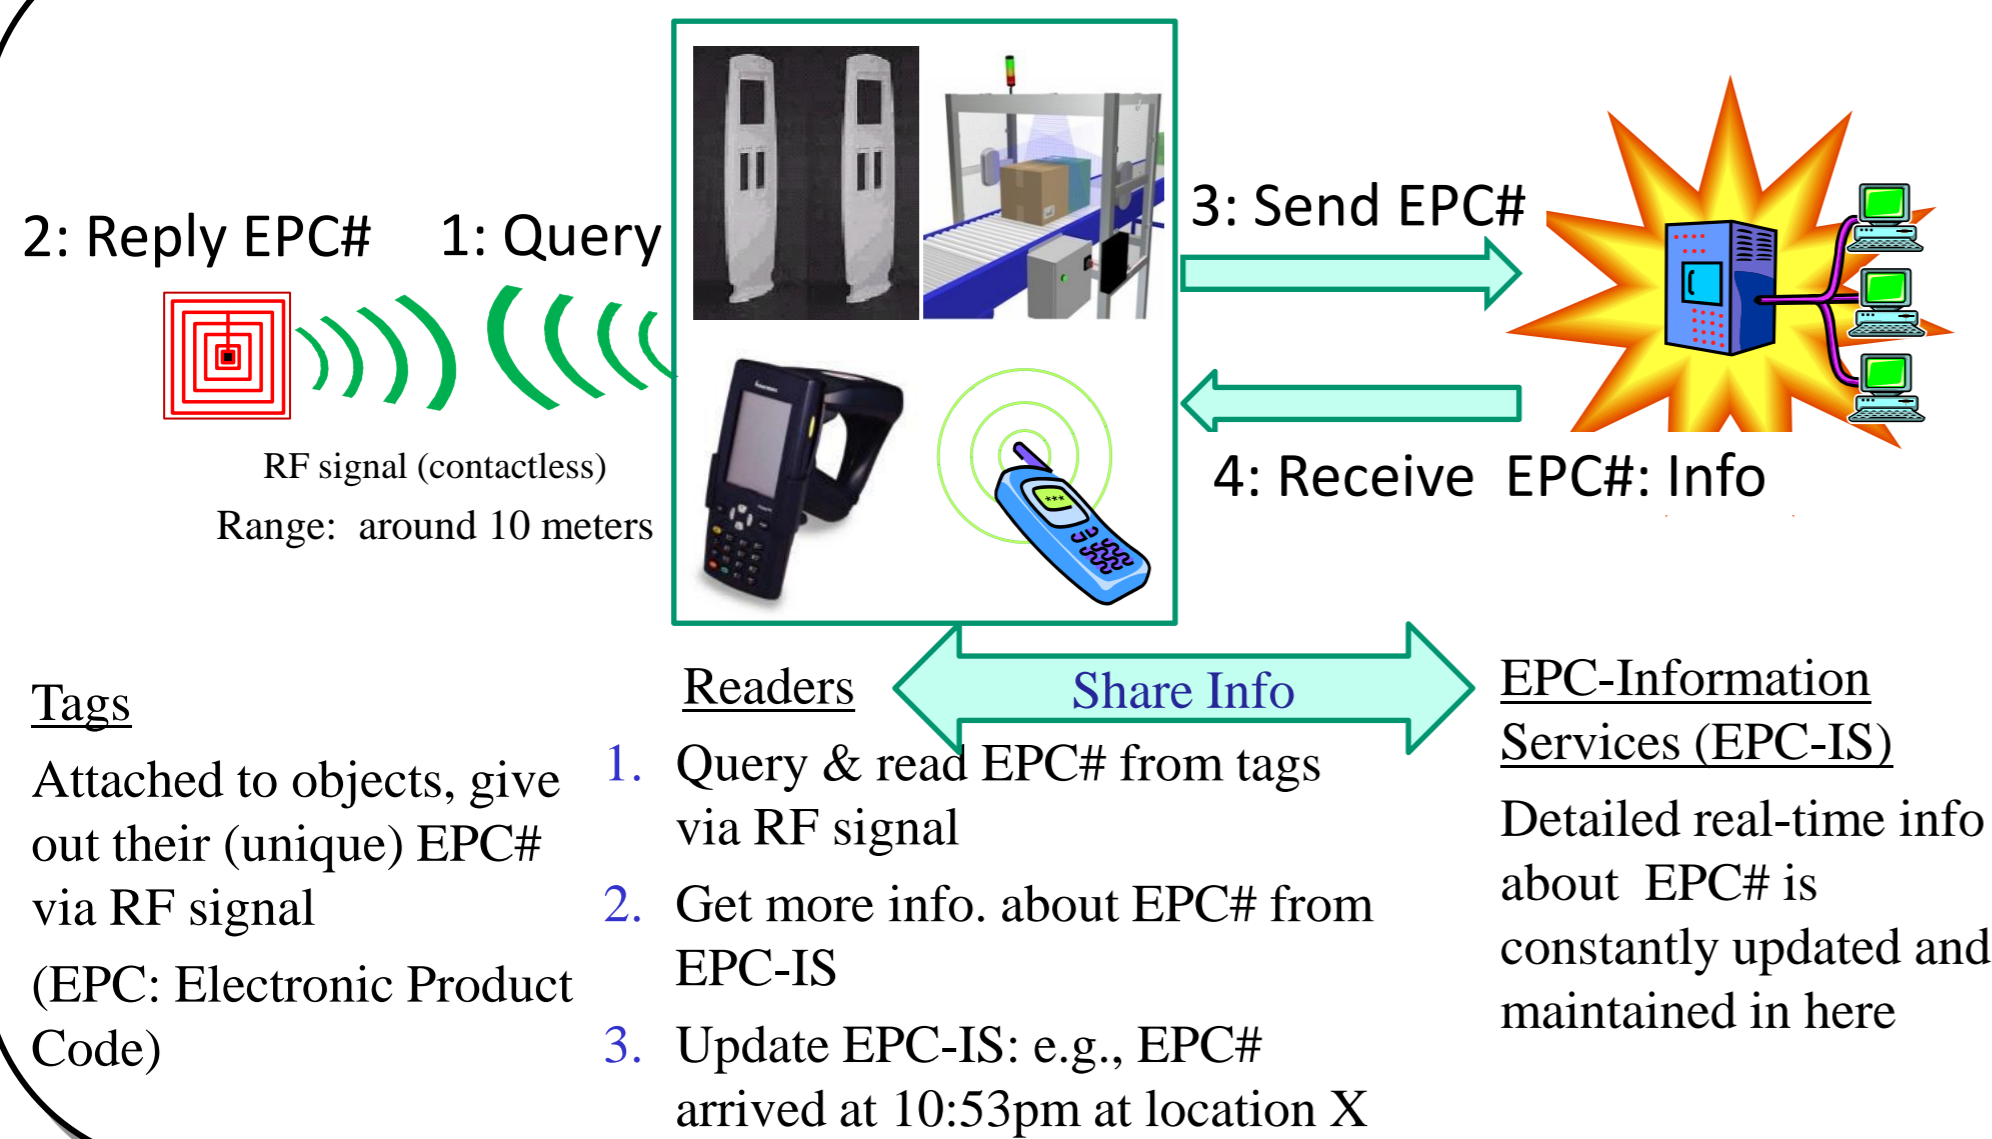 2: Reply EPC#
1: Query
3: Send EPC#
4: Receive EPC#: Info
RF signal (contactless)
Range: around 10 meters
***
Share Info
Tags
Attached to objects, give
out their (unique) EPC#
via RF signal
(EPC: Electronic Product
Code)
Readers
1. Query & read EPC# from tags
via RF signal
2. Get more info. about EPC# from
EPC-IS
3. Update EPC-IS: e.g., EPC#
arrived at 10:53pm at location X
EPC-Information
Services (EPC-IS)
Detailed real-time info
about EPC# is
constantly updated and
maintained in here